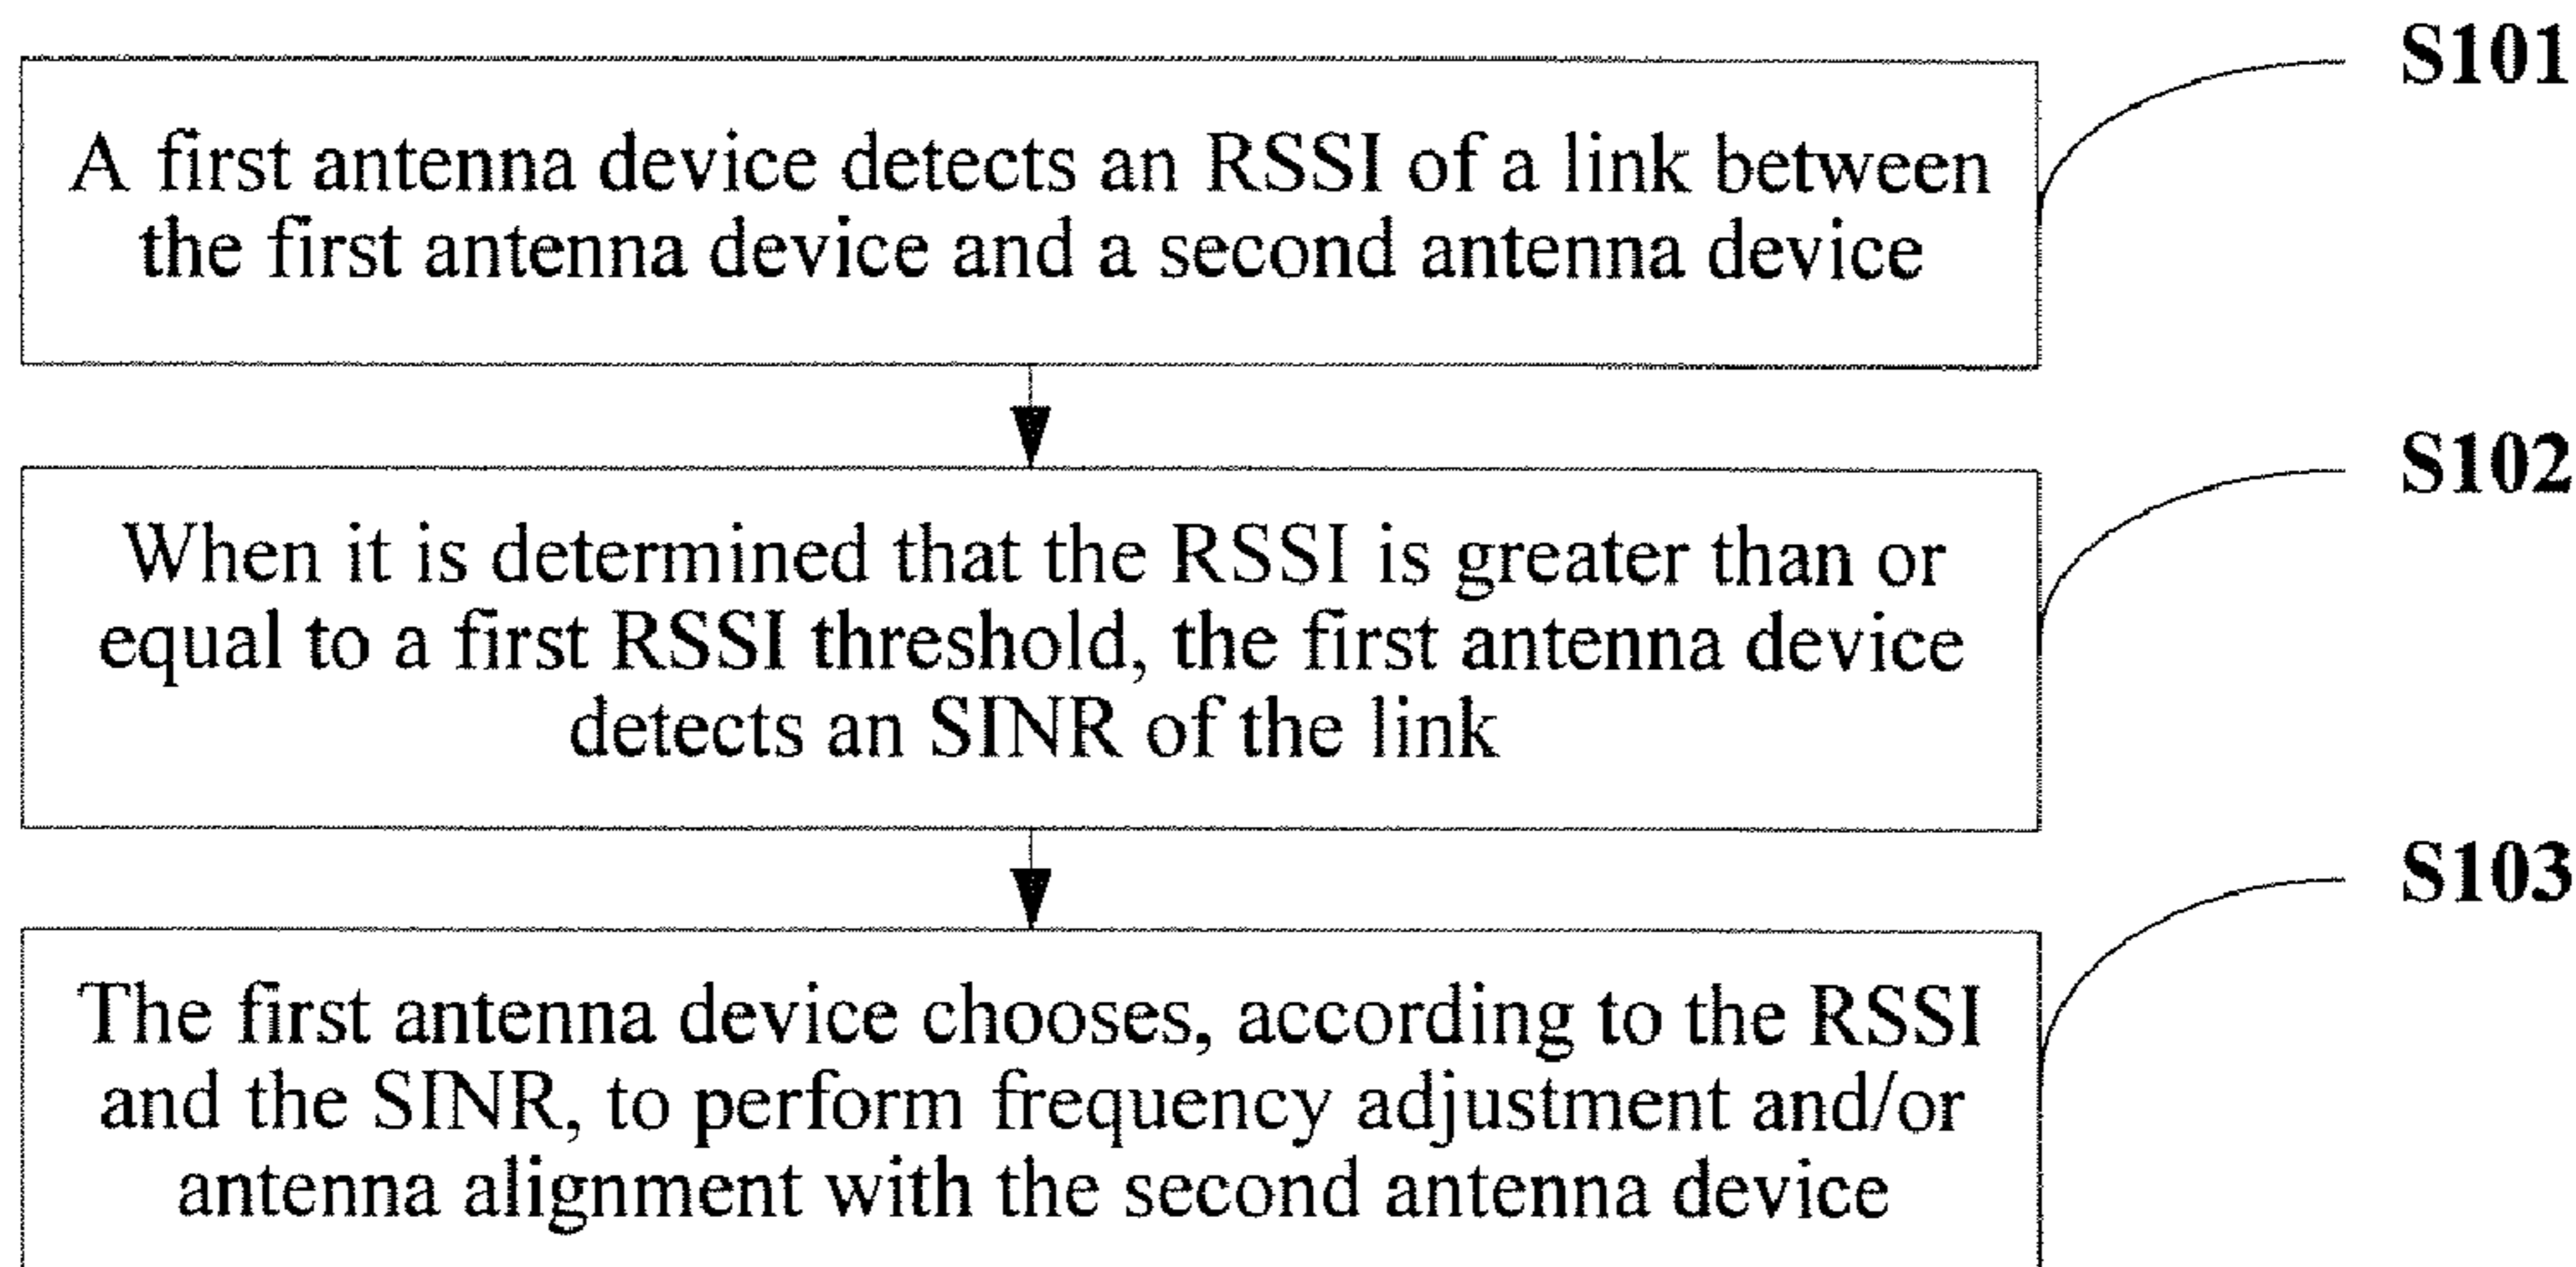 S101
A first antenna device detects an RSSI of a link between
the first antenna device and a second antenna device
S102
When it is determined that the RSSI is greater than or
equal to a first RSSI threshold, the first antenna device
detects an SINR of the link
S103
The first antenna device chooses, according to the RSSI
and the SINR, to perform frequency adjustment and/or
antenna alignment with the second antenna device